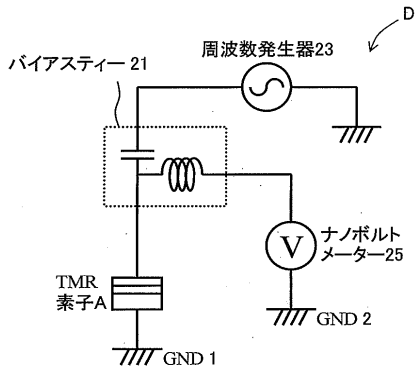 D
周波数発生器23
バイアスティー 21
V
ナノボルト
メーター25
TMR
素子A
GND 2
GND 1